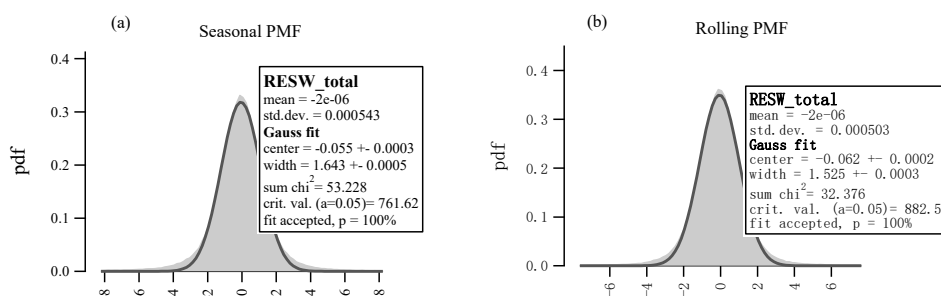 (a)
Seasonal PMF
pdf
0.4
0.3
0.2
0.1
0.0
RESW_total
mean = -2e-06
std.dev. = 0.000543
Gauss fit
center = -0.055 +- 0.0003
width = 1.643 +- 0.0005
sum chi²= 53.228
crit. val. (a=0.05)= 761.62
fit accepted, p = 100%
8 6 4 2 0 2 4 6 8
(b)
Rolling PMF
pdf
0.4
0.3
0.2
0.1
0.0
RESW_total
mean = -2e-06
std.dev. = 0.000503
Gauss fit
center = -0.062 +- 0.0002
width = 1.525 +- 0.0003
sum chi²= 32.376
crit. val. (a=0.05)= 882.5
fit accepted, p = 100%
-6 -4 -2 0 2 4 6